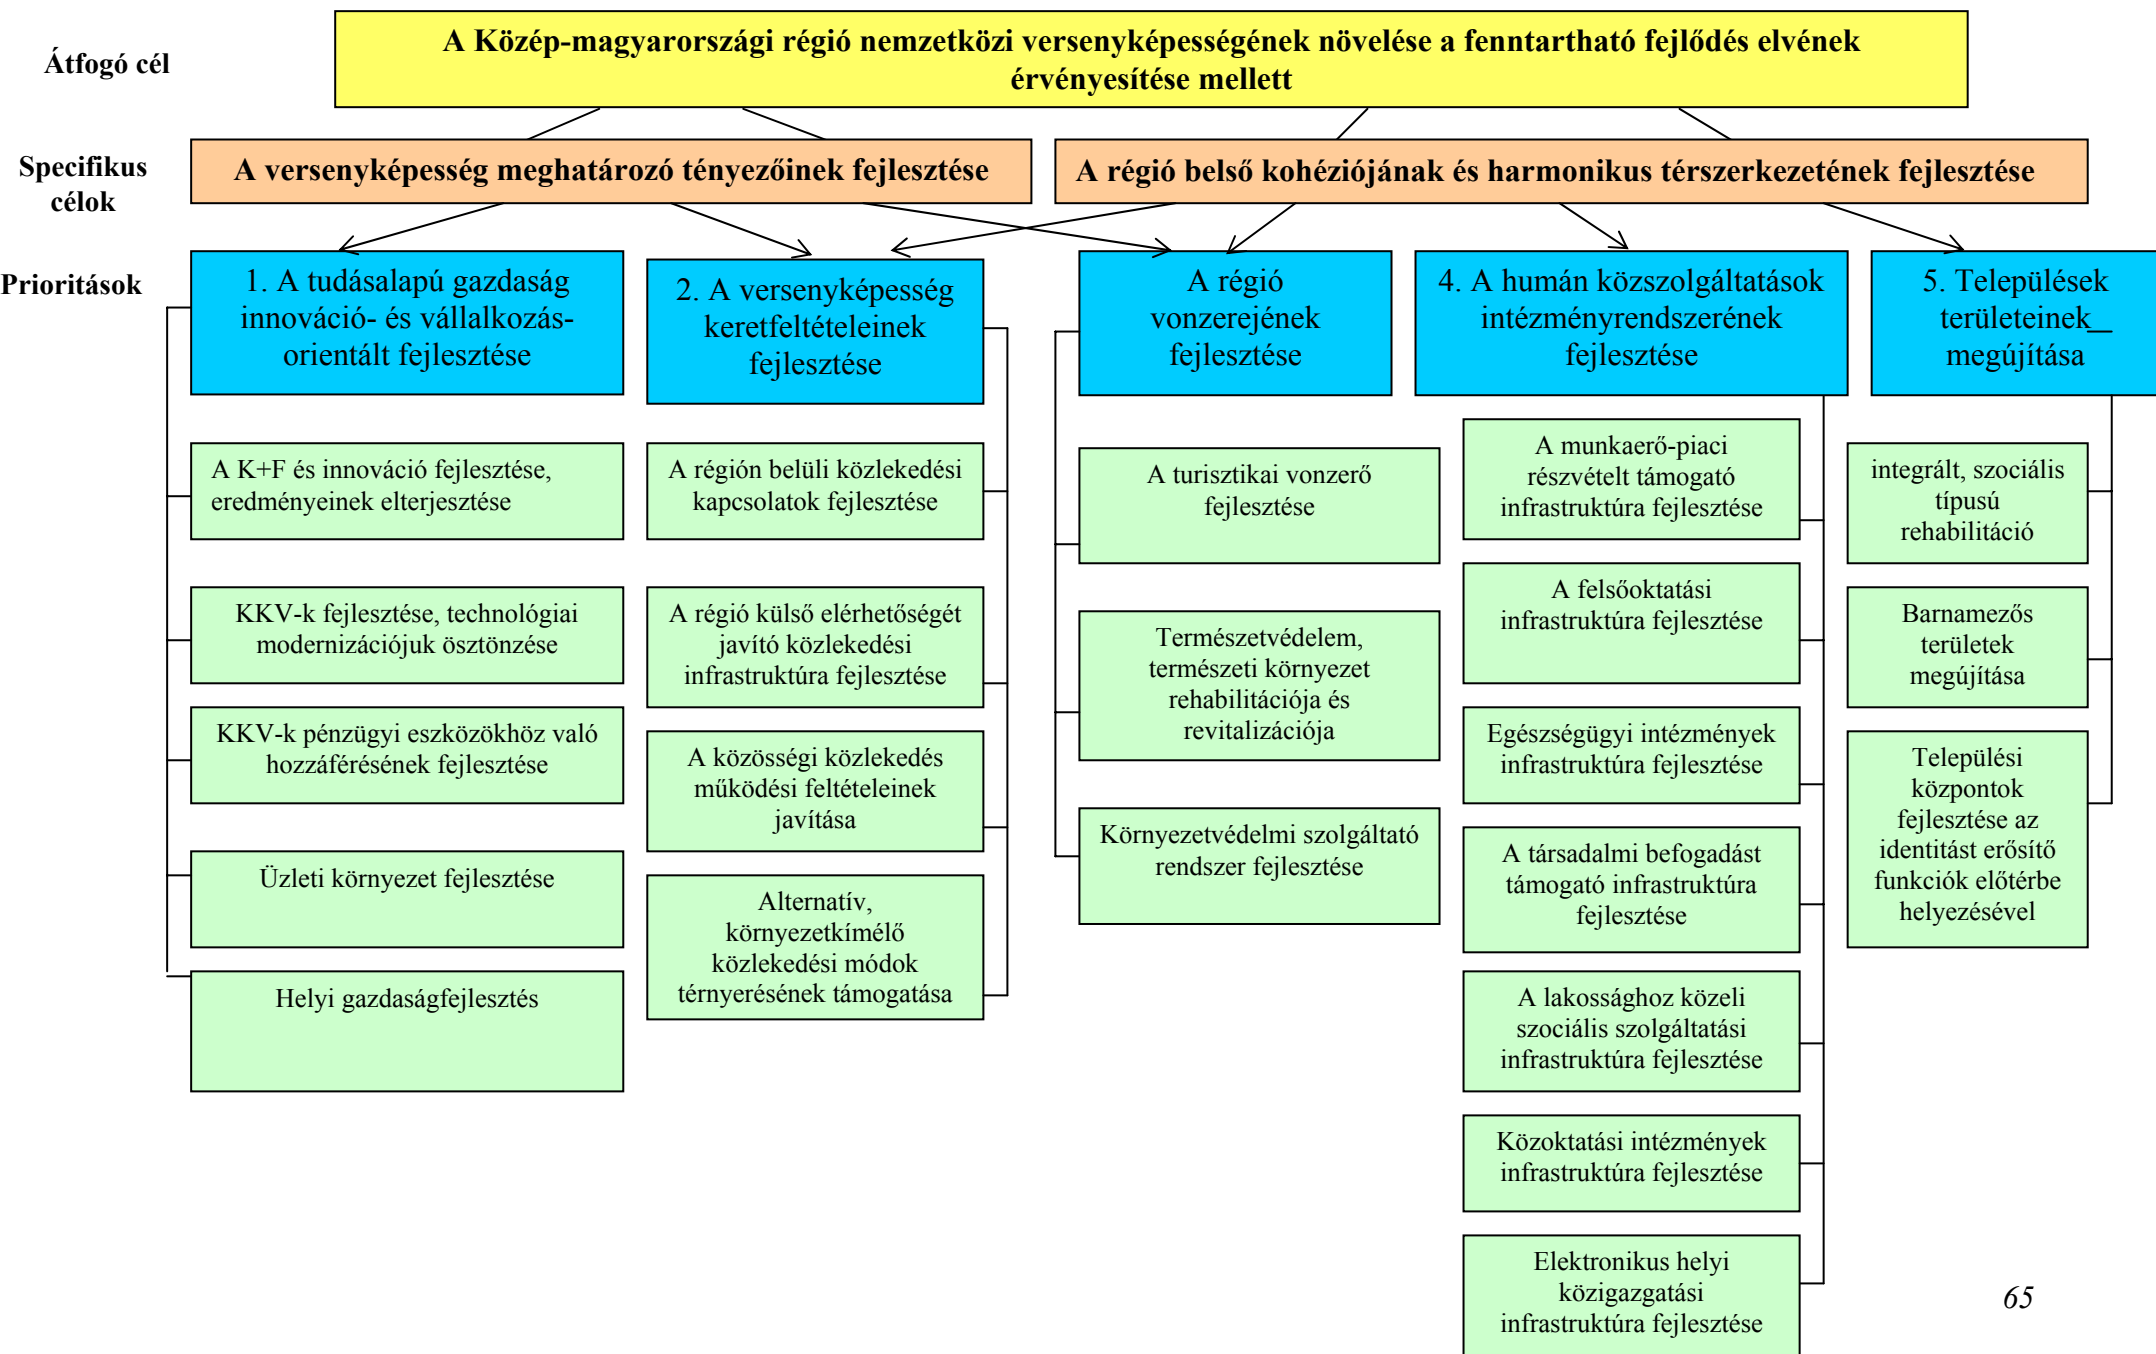 Átfogó cél
A Közép-magyarországi régió nemzetközi versenyképességének növelése a fenntartható fejlődés elvének
érvényesítése mellett
Specifikus
célok
A versenyképesség meghatározó tényezőinek fejlesztése
A régió belső kohéziójának és harmonikus térszerkezetének fejlesztése
Prioritások
1. A tudásalapú gazdaság
innováció- és vállalkozás-
orientált fejlesztése
A K+F és innováció fejlesztése,
eredményeinek elterjesztése
KKV-k fejlesztése, technológiai
modernizációjuk ösztönzése
KKV-k pénzügyi eszközökhöz való
hozzáférésének fejlesztése
Üzleti környezet fejlesztése
Helyi gazdaságfejlesztés
2. A versenyképesség
keretfeltételeinek
fejlesztése
A régión belüli közlekedési
kapcsolatok fejlesztése
A régió külső elérhetőségét
javító közlekedési
infrastruktúra fejlesztése
A közösségi közlekedés
működési feltételeinek
javítása
Alternatív,
környezetkímélő
közlekedési módok
térnyerésének támogatása
A régió
vonzerejének
fejlesztése
A turisztikai vonzerő
fejlesztése
Természetvédelem,
természeti környezet
rehabilitációja és
revitalizációja
Környezetvédelmi szolgáltató
rendszer fejlesztése
4. A humán közszolgáltatások
intézményrendszerének
fejlesztése
A munkaerő-piaci
részvételt támogató
infrastruktúra fejlesztése
A felsőoktatási
infrastruktúra fejlesztése
Egészségügyi intézmények
infrastruktúra fejlesztése
A társadalmi befogadást
támogató infrastruktúra
fejlesztése
A lakossághoz közeli
szociális szolgáltatási
infrastruktúra fejlesztése
Közoktatási intézmények
infrastruktúra fejlesztése
Elektronikus helyi
közigazgatási
infrastruktúra fejlesztése
5. Települések
területeinek_
megújítása
integrált, szociális
típusú
rehabilitáció
Barnamezős
területek
megújítása
Települési
központok
fejlesztése az
identitást erősítő
funkciók előtérbe
helyezésével
65